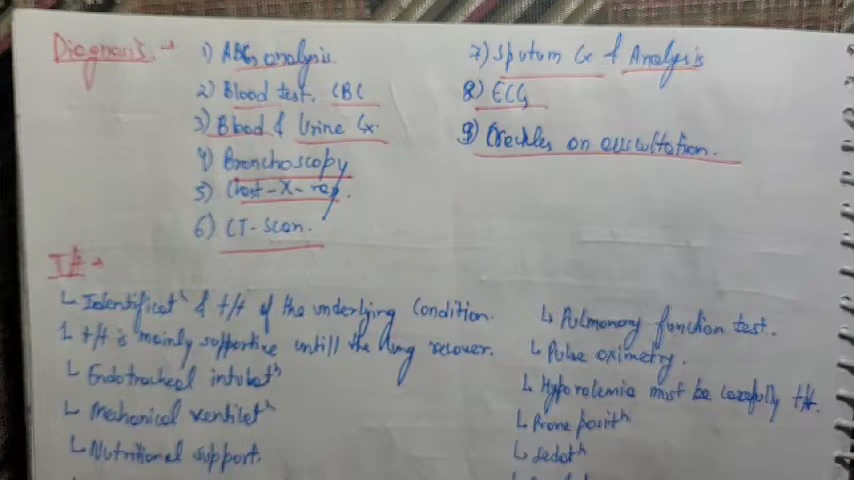 Diagnosis. →
1) ABG analysis
2) Blood test. CBC
3) Blood & Urine Cx.
4) Bronchoscopy
5) Chest-X-ray.
6) CT-Scan.
7) Sputum Cx & Analysis
8) ECG
9) Creckles on auscultation.
T/t →
↳ Identificatⁿ & t/t of the underlying Condition.
↳ t/t is mainly supportive untill the lung recover.
↳ Endotracheal intubatⁿ
↳ Mechanical ventilatⁿ
↳ Nutritional support.
↳ Pulmonary function test.
↳ Pulse oximetry.
↳ Hypovolemia must be carefully t/t.
↳ Prone positⁿ
↳ Sedatⁿ